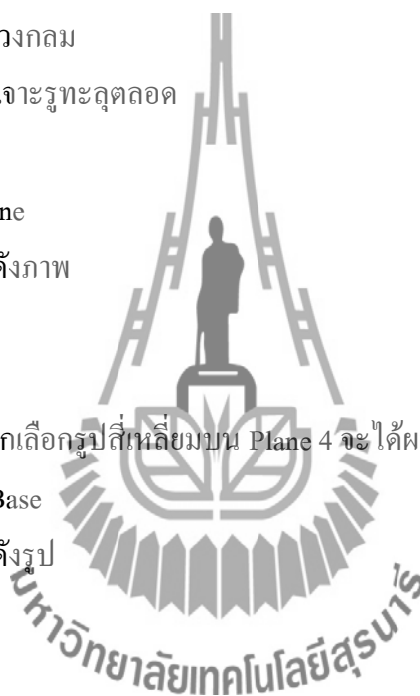 วงกลม
เจาะรูทะลุตลอด
ne
ดังภาพ
กเลือกรูปสี่เหลี่ยมบน Plane 4 จะได้ผ
Base
ดังรูป
มหาวิทยาลัยเทคโนโลยีสุรนารี